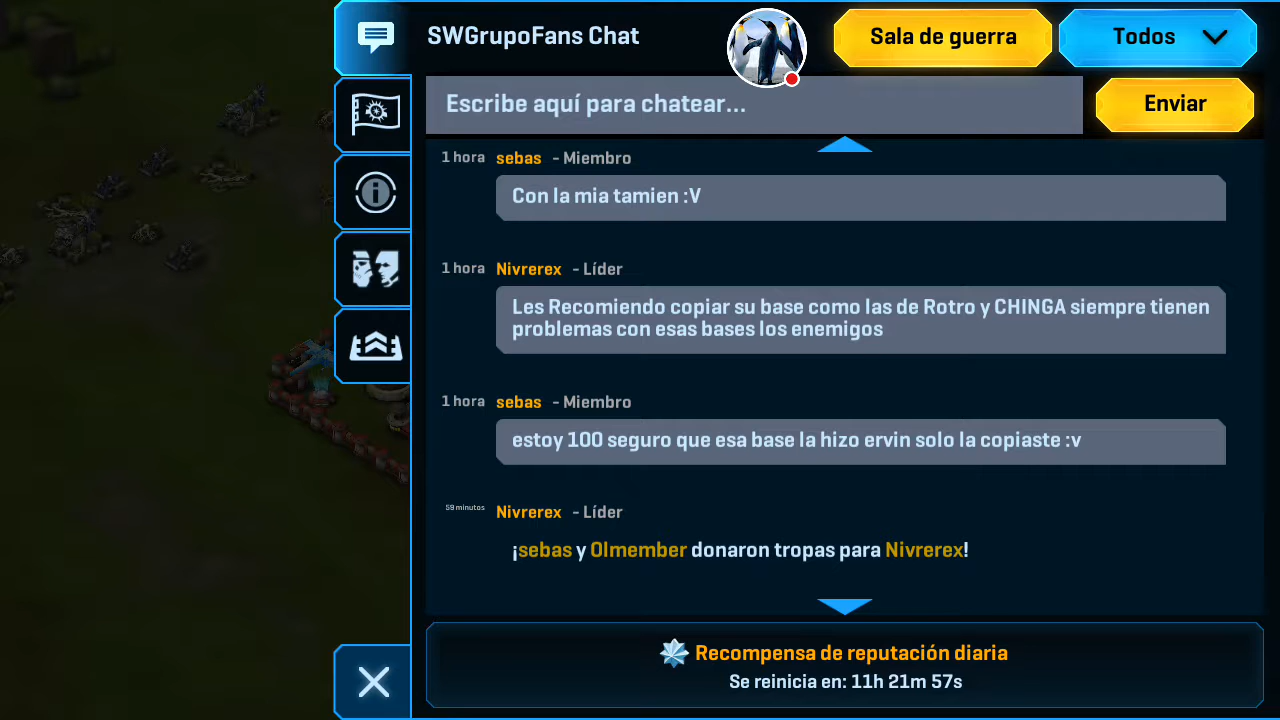 SWGrupoFans Chat
Sala de guerra
Todos
Escribe aquí para chatear...
Enviar
1 hora sebas - Miembro
Con la mia tamien :V
1 hora Nivrerex - Líder
Les Recomiendo copiar su base como las de Rotro y CHINGA siempre tienen
problemas con esas bases los enemigos
1 hora sebas - Miembro
estoy 100 seguro que esa base la hizo ervin solo la copiaste :v
59 minutos Nivrerex - Líder
¡sebas y Olmember donaron tropas para Nivrerex!
Recompensa de reputación diaria
Se reinicia en: 11h 21m 57s